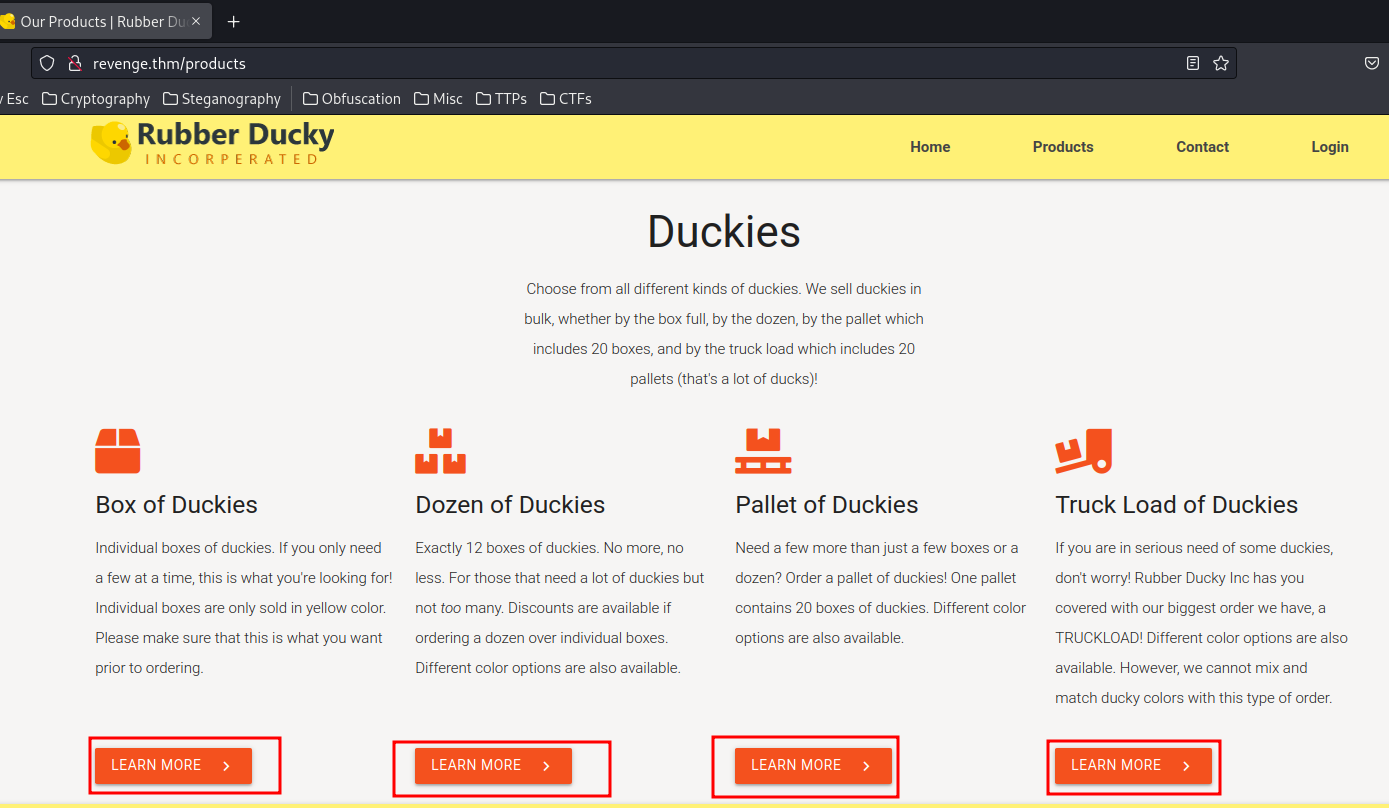 Our Products | Rubber Du
revenge.thm/products
Esc Cryptography Steganography Obfuscation Misc TTPs CTFs
Rubber Ducky
INCORPERATED
Home Products Contact Login
Duckies
Choose from all different kinds of duckies. We sell duckies in
bulk, whether by the box full, by the dozen, by the pallet which
includes 20 boxes, and by the truck load which includes 20
pallets (that's a lot of ducks)!
Box of Duckies
Individual boxes of duckies. If you only need
a few at a time, this is what you're looking for!
Individual boxes are only sold in yellow color.
Please make sure that this is what you want
prior to ordering.
LEARN MORE
Dozen of Duckies
Exactly 12 boxes of duckies. No more, no
less. For those that need a lot of duckies but
not too many. Discounts are available if
ordering a dozen over individual boxes.
Different color options are also available.
LEARN MORE
Pallet of Duckies
Need a few more than just a few boxes or a
dozen? Order a pallet of duckies! One pallet
contains 20 boxes of duckies. Different color
options are also available.
LEARN MORE
Truck Load of Duckies
If you are in serious need of some duckies,
don't worry! Rubber Ducky Inc has you
covered with our biggest order we have, a
TRUCKLOAD! Different color options are also
available. However, we cannot mix and
match ducky colors with this type of order.
LEARN MORE